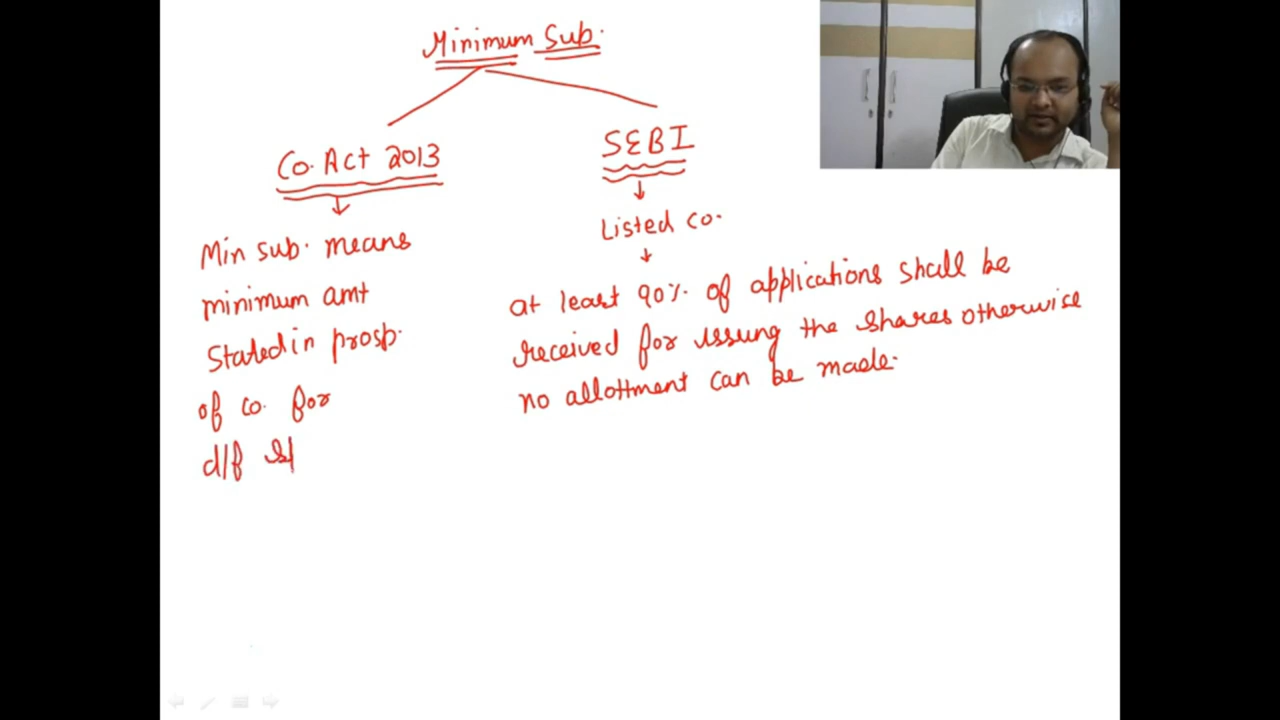 Minimum Sub.
Co. Act 2013
Min sub. means
minimum amt
Stated in prosp.
of co. for
SEBI
Listed co.
at least 90% of applications shall be
received for issuing the shares otherwise
no allottment can be made.